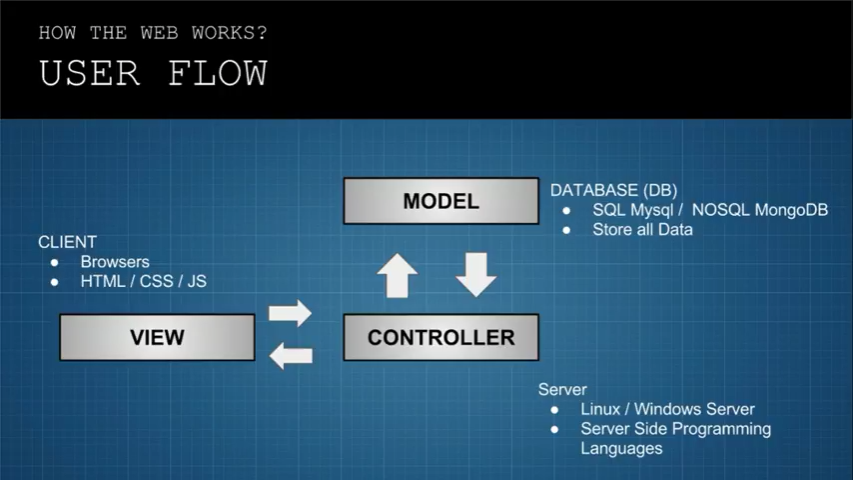 HOW THE WEB WORKS?
USER FLOW
MODEL
DATABASE (DB)
● SQL Mysql / NOSQL MongoDB
● Store all Data
CLIENT
● Browsers
● HTML / CSS / JS
VIEW
CONTROLLER
Server
● Linux / Windows Server
● Server Side Programming
Languages